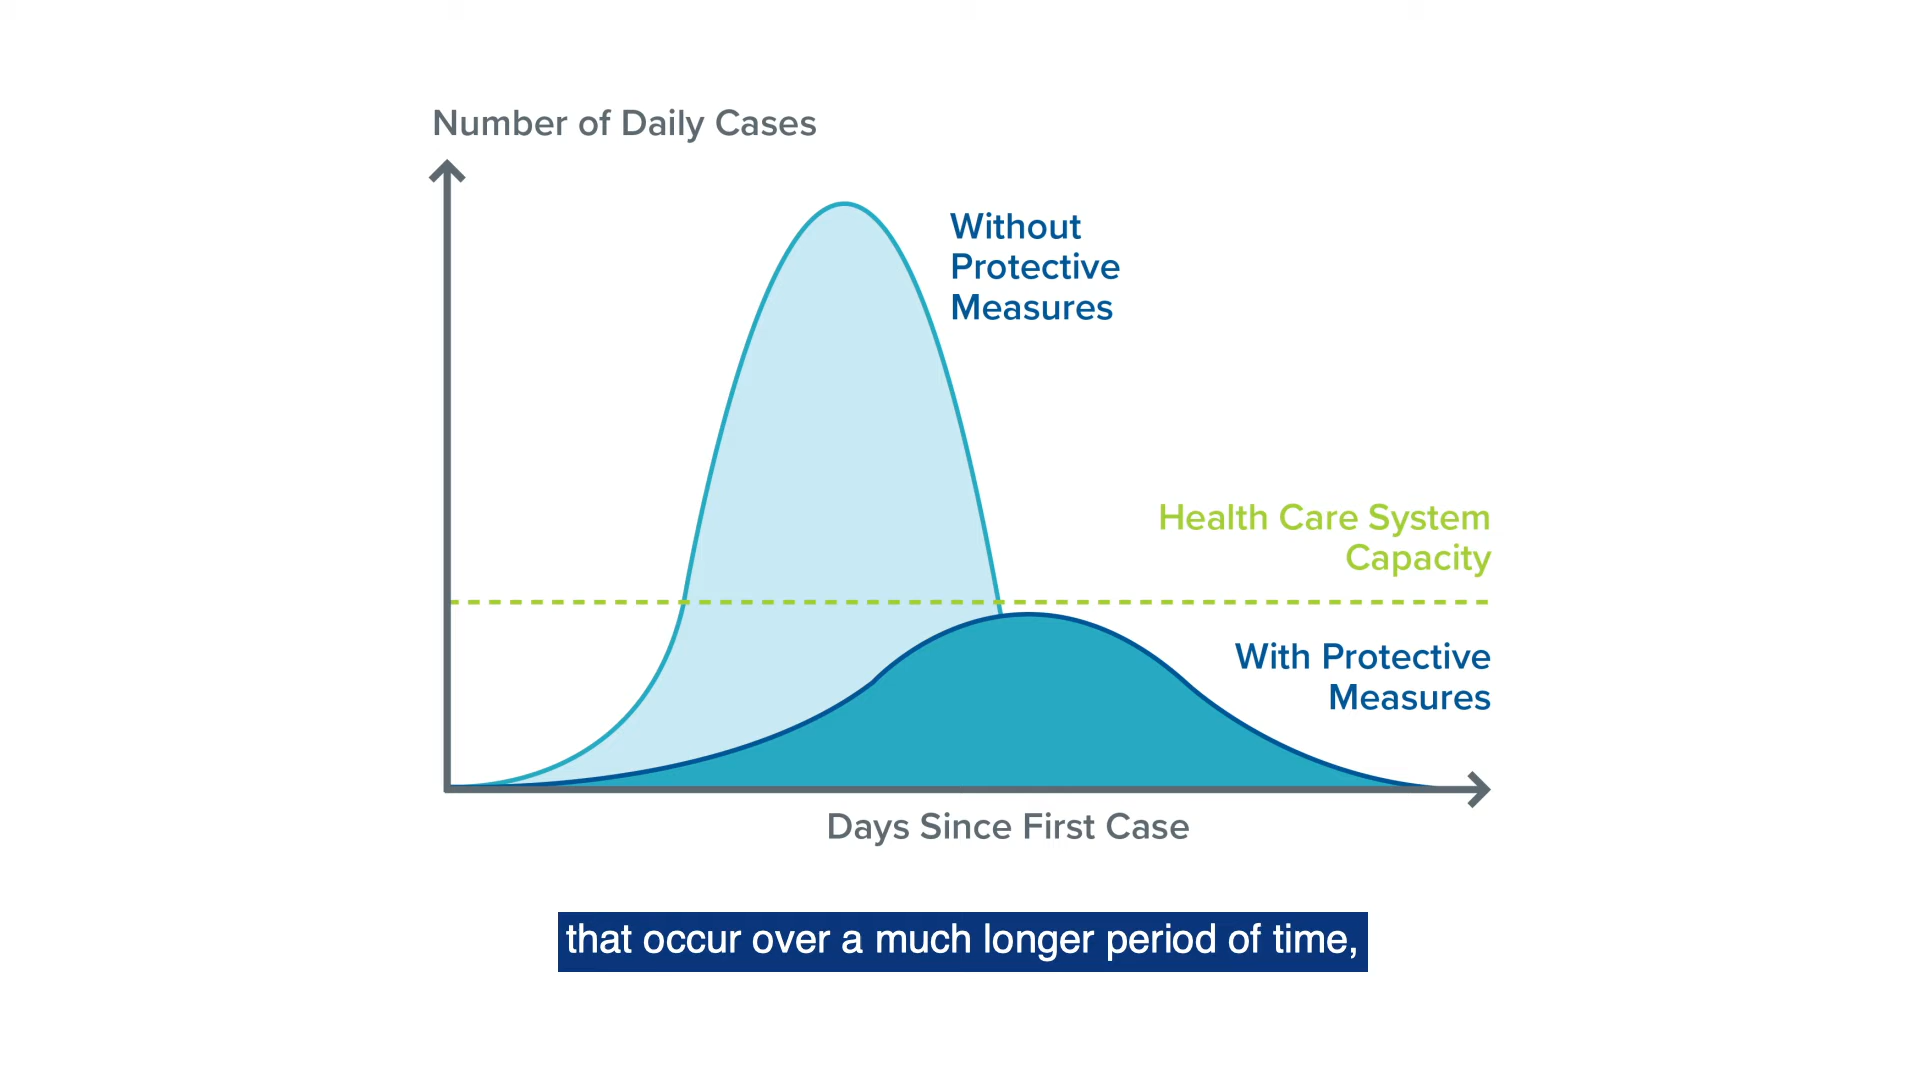 Number of Daily Cases
Without
Protective
Measures
Health Care System
Capacity
With Protective
Measures
Days Since First Case
that occur over a much longer period of time,